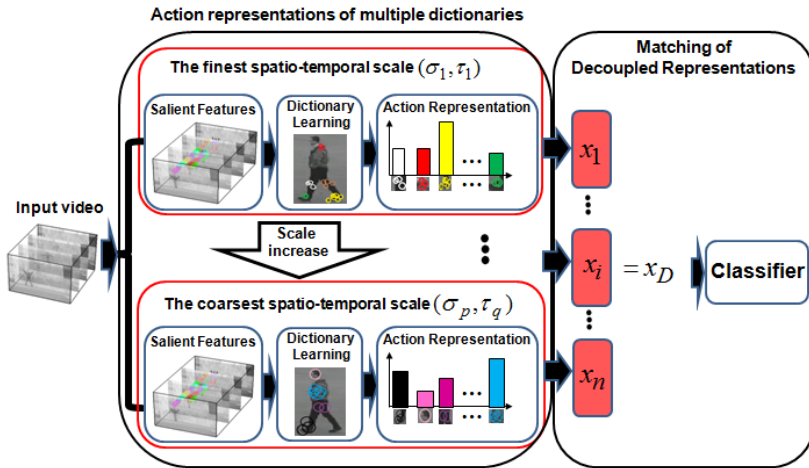 Action representations of multiple dictionaries
The finest spatio-temporal scale (σ₁,τ₁)
Salient Features
Dictionary
Learning
Action Representation
...
Input video
Scale
increase
The coarsest spatio-temporal scale (σₚ,τ_q)
Salient Features
Dictionary
Learning
Action Representation
...
Matching of
Decoupled Representations
x₁
xᵢ = x_D
xₙ
Classifier